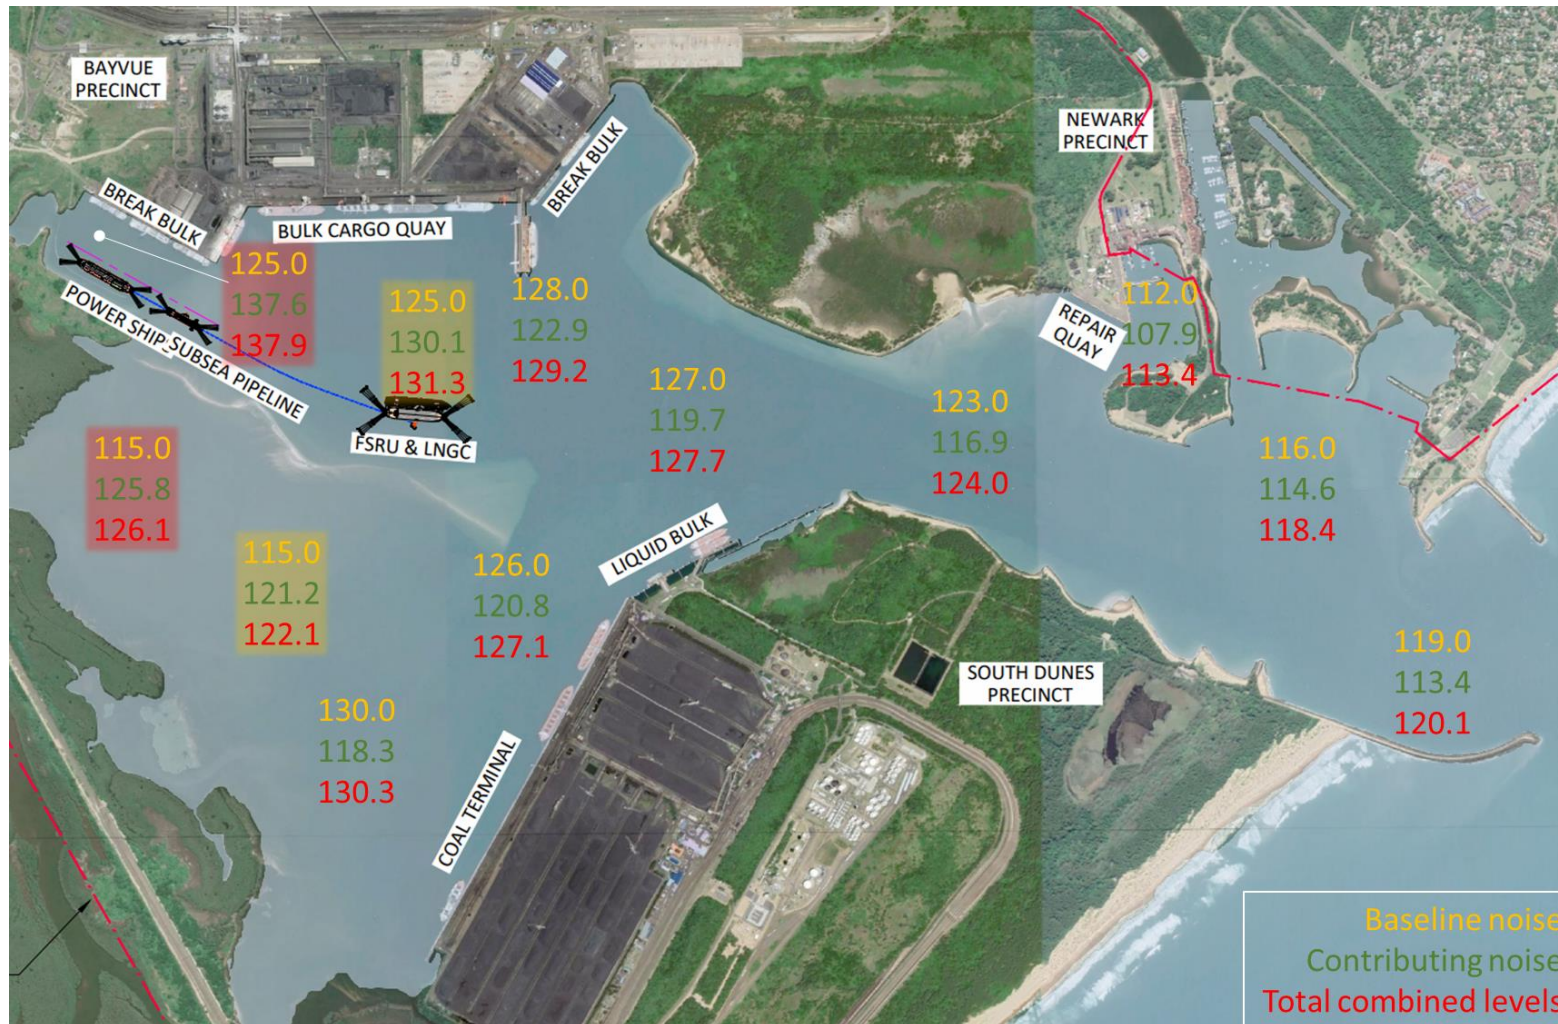 BAYVUE
PRECINCT
NEWARK
PRECINCT
BREAK BULK
BREAK BULK
BULK CARGO QUAY
125.0
137.6
137.9
125.0
130.1
131.3
128.0
122.9
129.2
POWER SHIP
SUBSEA PIPELINE
FSRU & LNGC
REPAIR
QUAY
112.0
107.9
113.4
127.0
119.7
127.7
123.0
116.9
124.0
115.0
125.8
126.1
116.0
114.6
118.4
LIQUID BULK
115.0
121.2
122.1
126.0
120.8
127.1
SOUTH DUNES
PRECINCT
119.0
113.4
120.1
130.0
118.3
130.3
COAL TERMINAL
Baseline noise
Contributing noise
Total combined levels